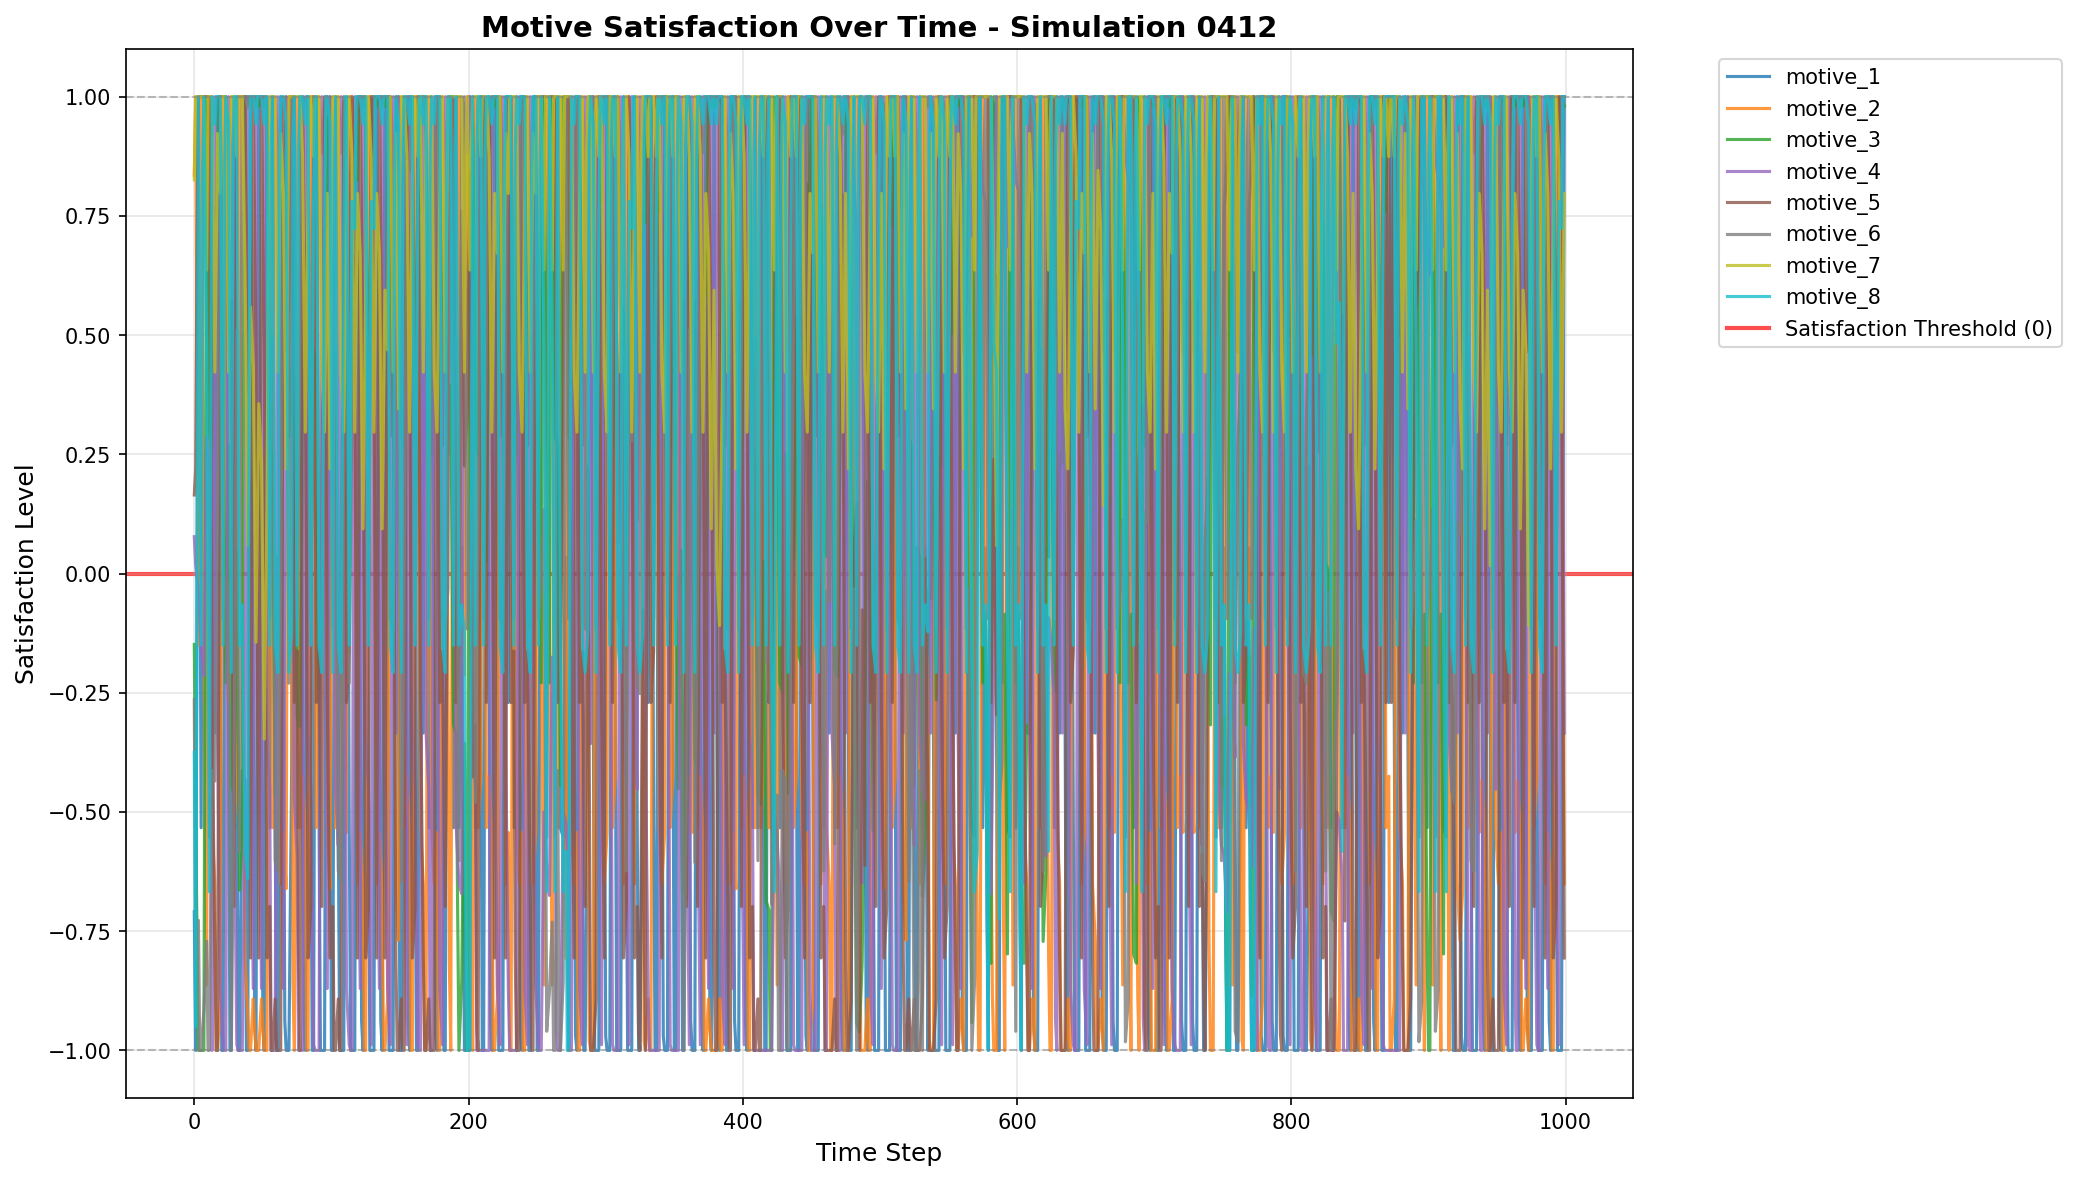 Motive Satisfaction Over Time - Simulation 0412
1.00
0.75
0.50
0.25
0.00
−0.25
−0.50
−0.75
−1.00
Satisfaction Level
0 200 400 600 800 1000
Time Step
motive_1
motive_2
motive_3
motive_4
motive_5
motive_6
motive_7
motive_8
Satisfaction Threshold (0)